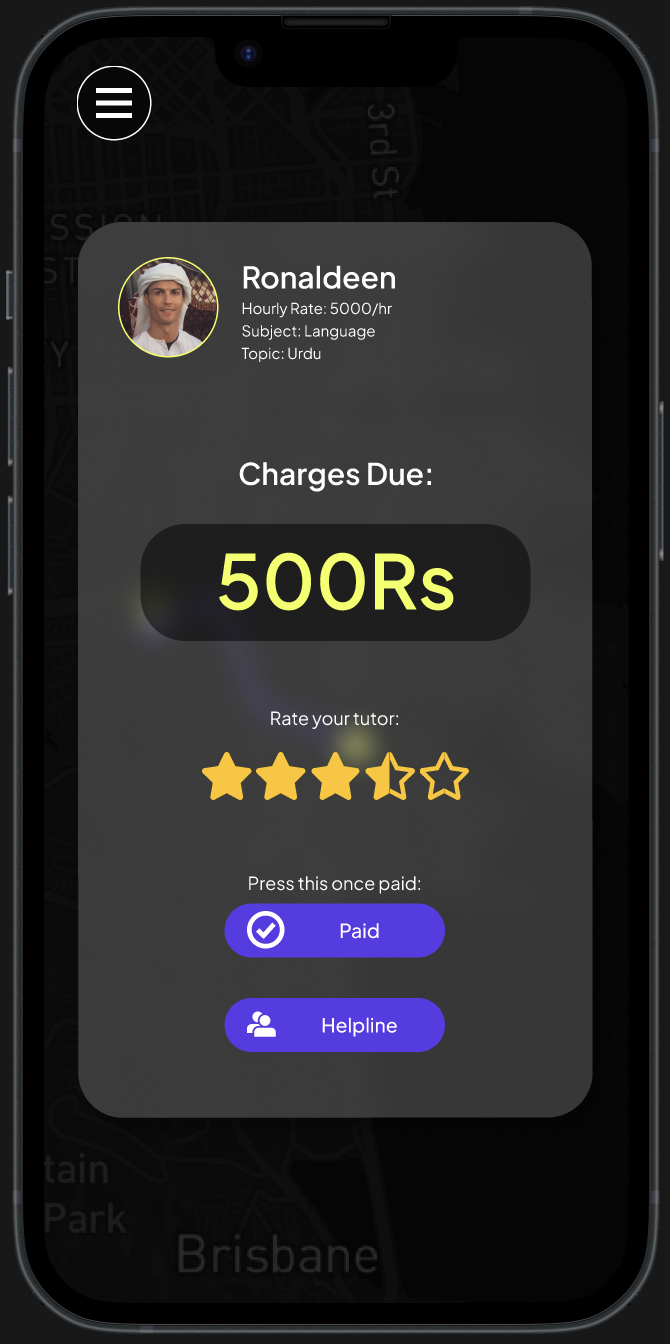 3rd St
SSION
ST
Y
Ronaldeen
Hourly Rate: 5000/hr
Subject: Language
Topic: Urdu
Charges Due:
500Rs
Rate your tutor:
Press this once paid:
Paid
Helpline
tain
Park
Brisbane